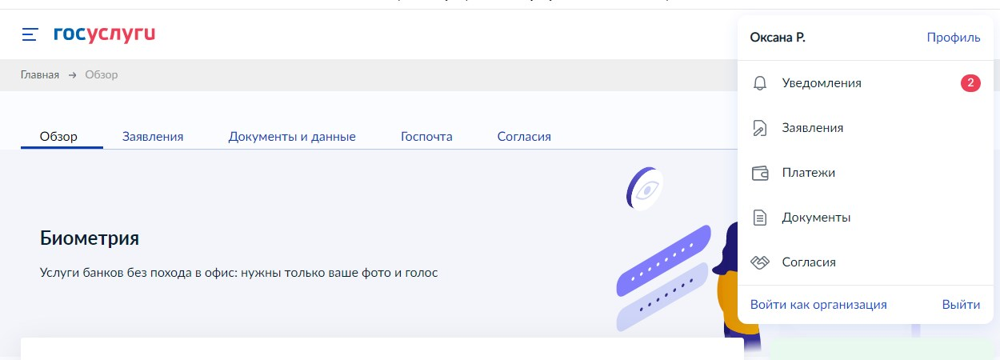 госуслуги
Оксана Р. Профиль
Главная → Обзор
Уведомления 2
Заявления
Обзор Заявления Документы и данные Госпочта Согласия
Платежи
Документы
Биометрия
Согласия
Услуги банков без похода в офис: нужны только ваше фото и голос
Войти как организация Выйти